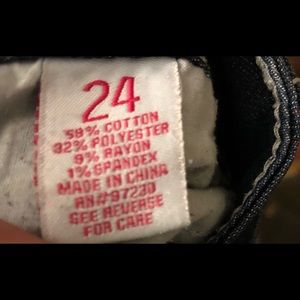 24
58% COTTON
32% POLYESTER
9% RAYON
1% SPANDEX
MADE IN CHINA
RN#97230
SEE REVERSE
FOR CARE